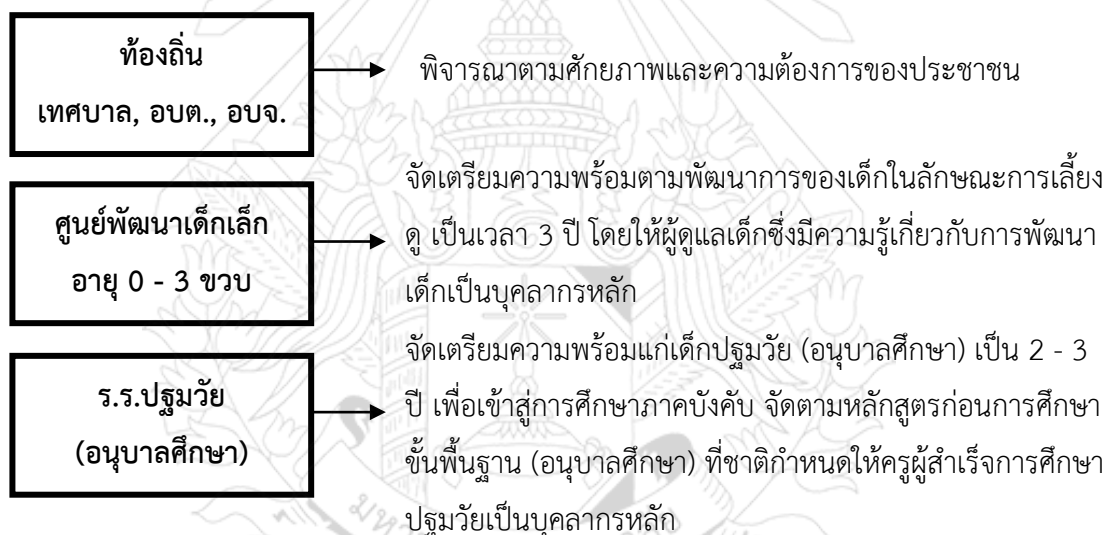 ท้องถิ่น
เทศบาล, อบต., อบจ.
พิจารณาตามศักยภาพและความต้องการของประชาชน
ศูนย์พัฒนาเด็กเล็ก
อายุ 0 - 3 ขวบ
จัดเตรียมความพร้อมตามพัฒนาการของเด็กในลักษณะการเลี้ยง
ดู เป็นเวลา 3 ปี โดยให้ผู้ดูแลเด็กซึ่งมีความรู้เกี่ยวกับการพัฒนา
เด็กเป็นบุคลากรหลัก
ร.ร.ปฐมวัย
(อนุบาลศึกษา)
จัดเตรียมความพร้อมแก่เด็กปฐมวัย (อนุบาลศึกษา) เป็น 2 - 3
ปี เพื่อเข้าสู่การศึกษาภาคบังคับ จัดตามหลักสูตรก่อนการศึกษา
ขั้นพื้นฐาน (อนุบาลศึกษา) ที่ชาติกำหนดให้ครูผู้สำเร็จการศึกษา
ปฐมวัยเป็นบุคลากรหลัก